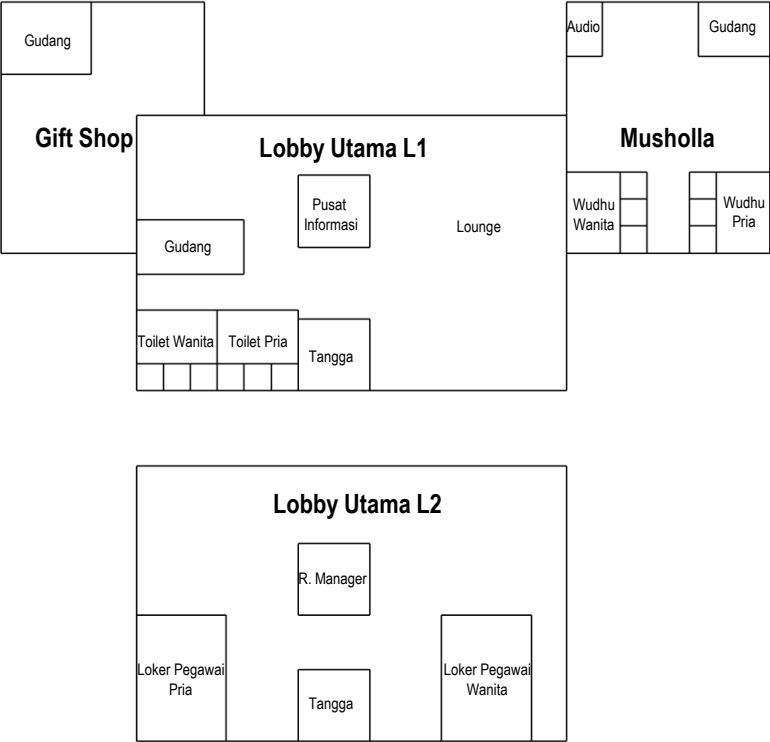 Gudang
Gift Shop
Audio
Gudang
Musholla
Wudhu
Wanita
Wudhu
Pria
Lobby Utama L1
Pusat
Informasi
Lounge
Gudang
Toilet Wanita
Toilet Pria
Tangga
Lobby Utama L2
R. Manager
Loker Pegawai
Pria
Tangga
Loker Pegawai
Wanita